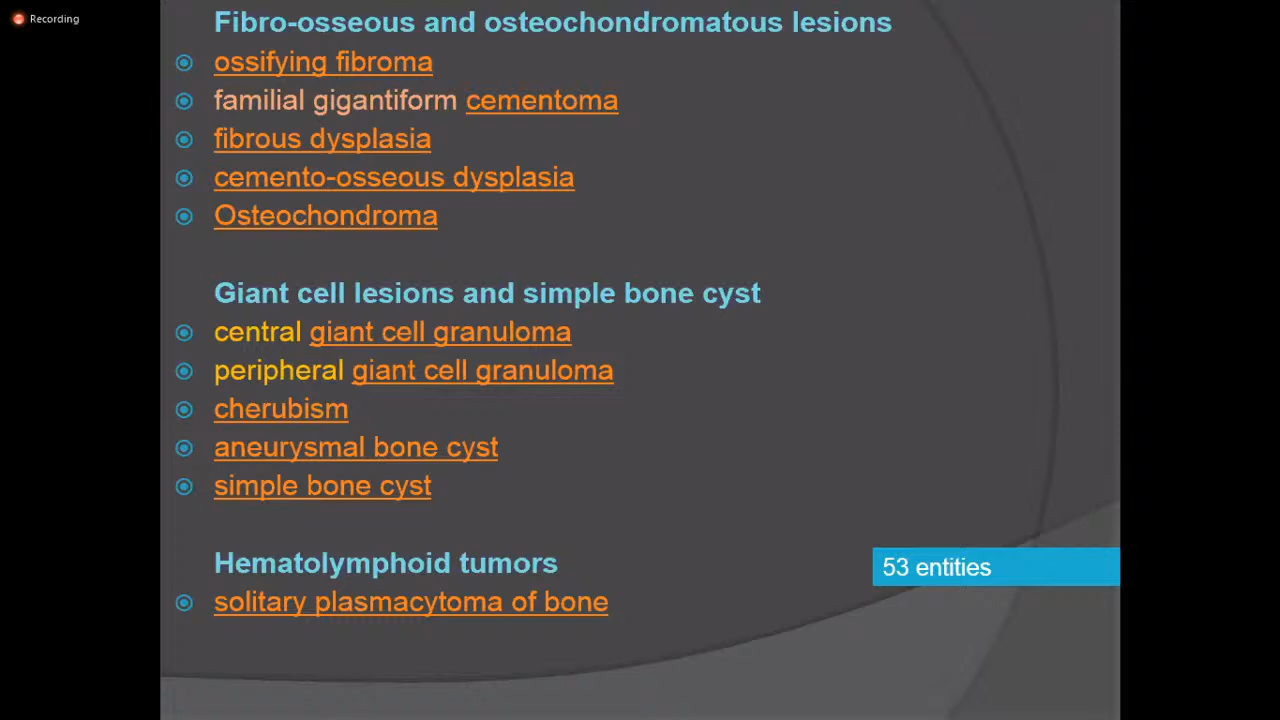 Recording
Fibro-osseous and osteochondromatous lesions
ossifying fibroma
familial gigantiform cementoma
fibrous dysplasia
cemento-osseous dysplasia
Osteochondroma
Giant cell lesions and simple bone cyst
central giant cell granuloma
peripheral giant cell granuloma
cherubism
aneurysmal bone cyst
simple bone cyst
Hematolymphoid tumors
53 entities
solitary plasmacytoma of bone